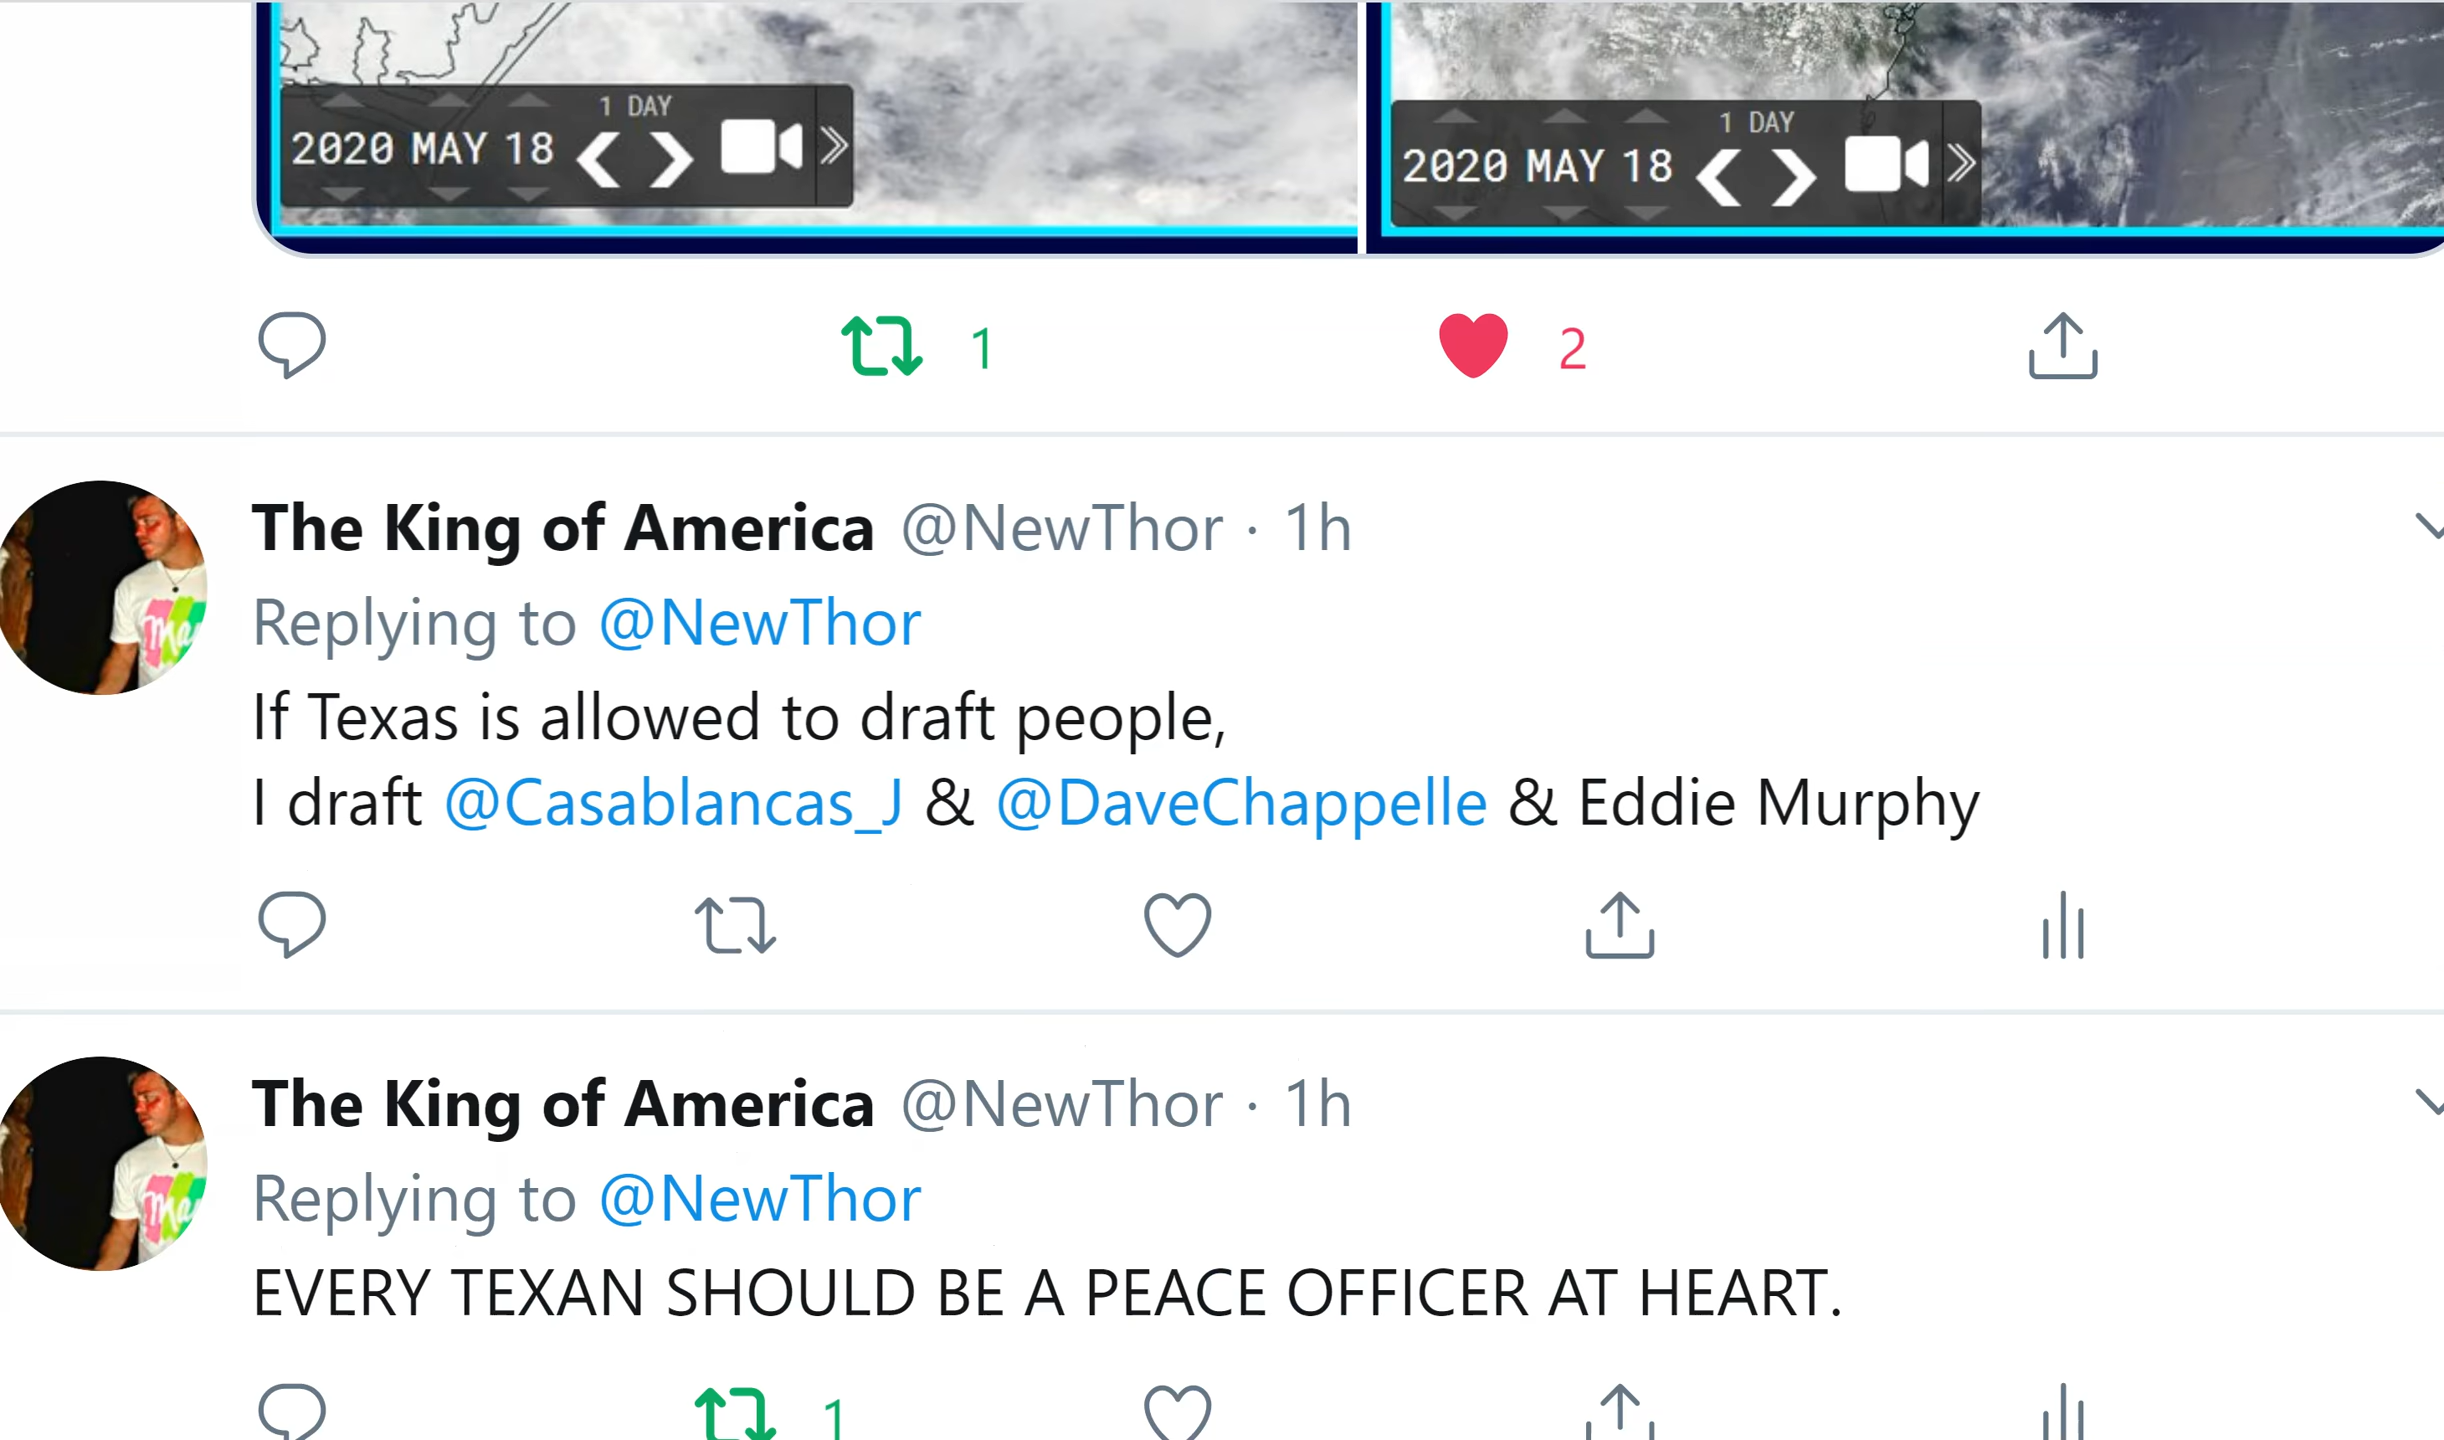 1 DAY
2020 MAY 18
1 DAY
2020 MAY 18
1
2
The King of America @NewThor · 1h
Replying to @NewThor
If Texas is allowed to draft people,
I draft @Casablancas_J & @DaveChappelle & Eddie Murphy
The King of America @NewThor · 1h
Replying to @NewThor
EVERY TEXAN SHOULD BE A PEACE OFFICER AT HEART.
1